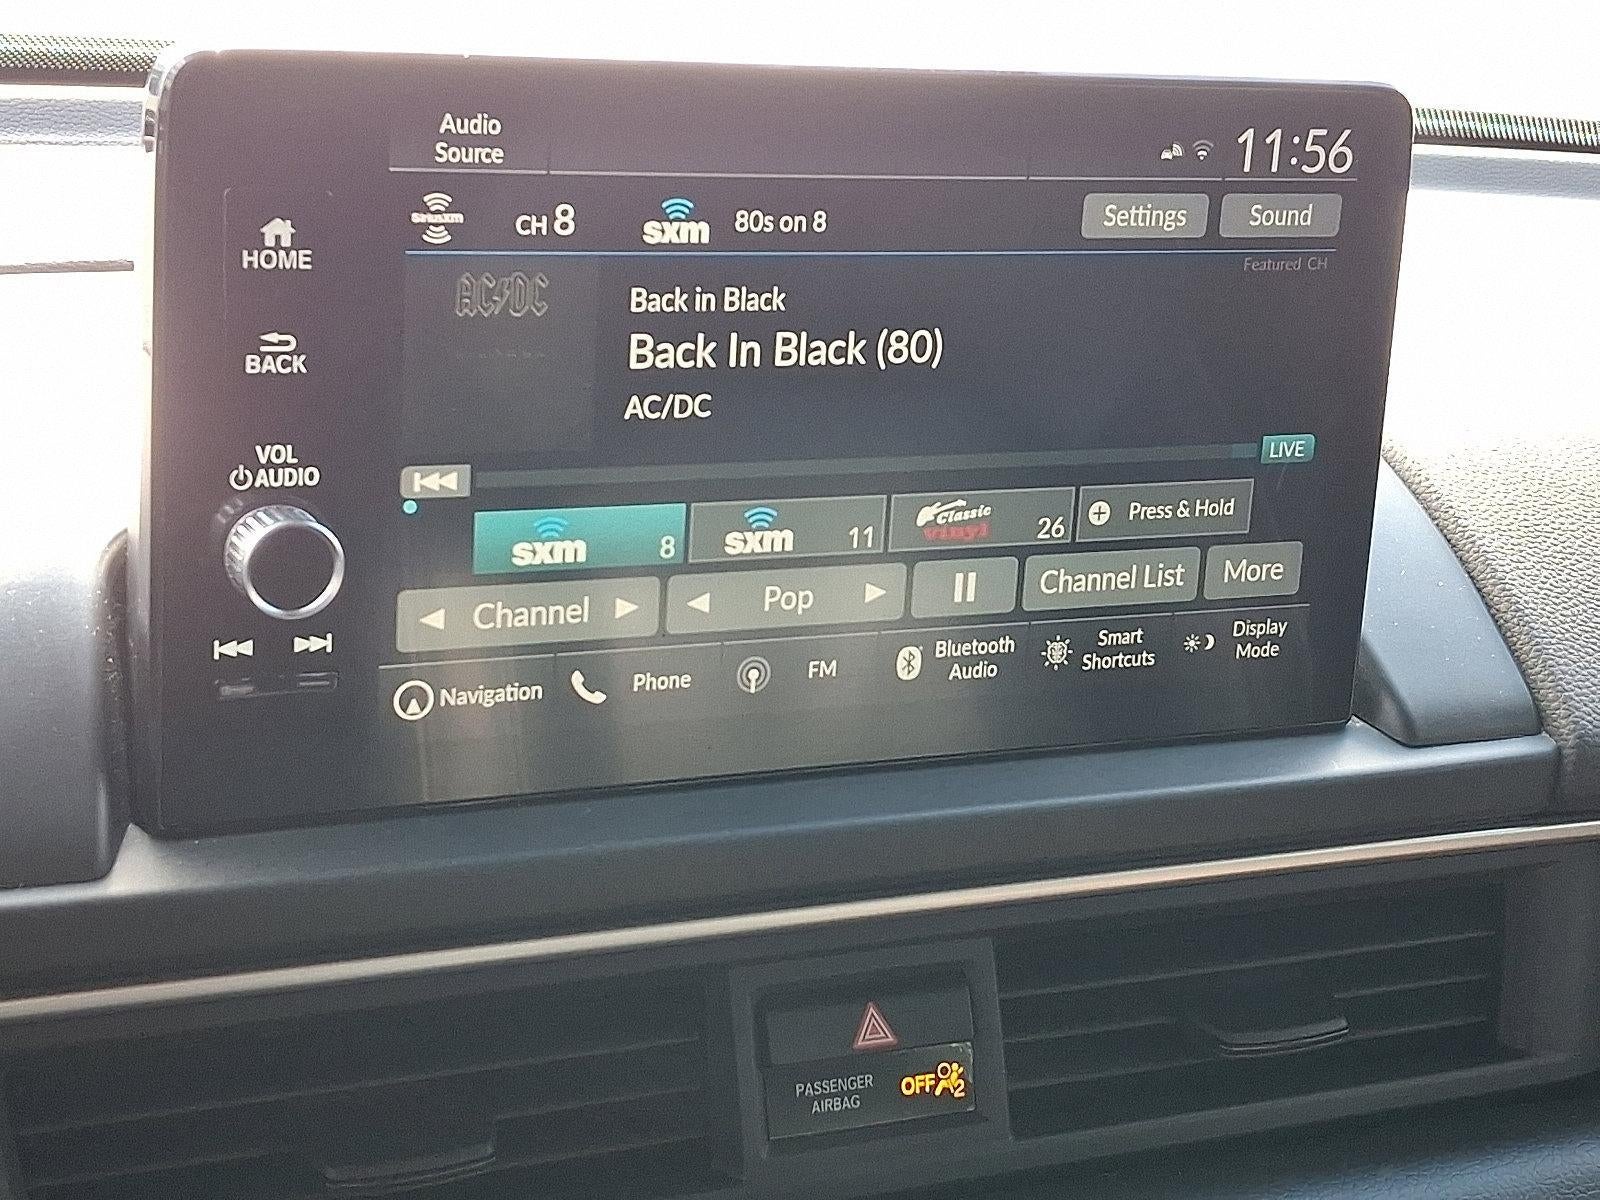 Audio
Source
11:56
SiriusXM
CH 8
sxm
80s on 8
Settings
Sound
Featured CH
HOME
BACK
VOL
AUDIO
AC/DC
Back in Black
Back In Black (80)
AC/DC
LIVE
sxm 8
sxm 11
Classic
vinyl 26
Press & Hold
Channel
Pop
Channel List
More
Navigation
Phone
FM
Bluetooth
Audio
Smart
Shortcuts
Display
Mode
PASSENGER
AIRBAG
OFF
2